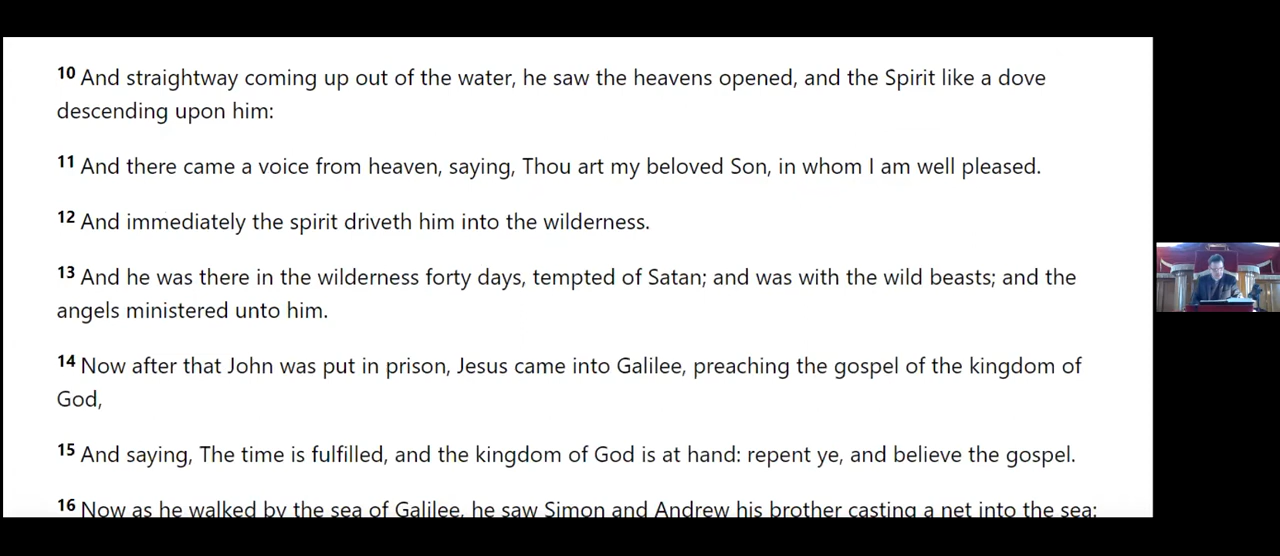 10 And straightway coming up out of the water, he saw the heavens opened, and the Spirit like a dove
descending upon him:
11 And there came a voice from heaven, saying, Thou art my beloved Son, in whom I am well pleased.
12 And immediately the spirit driveth him into the wilderness.
13 And he was there in the wilderness forty days, tempted of Satan; and was with the wild beasts; and the
angels ministered unto him.
14 Now after that John was put in prison, Jesus came into Galilee, preaching the gospel of the kingdom of
God,
15 And saying, The time is fulfilled, and the kingdom of God is at hand: repent ye, and believe the gospel.
16 Now as he walked by the sea of Galilee, he saw Simon and Andrew his brother casting a net into the sea: